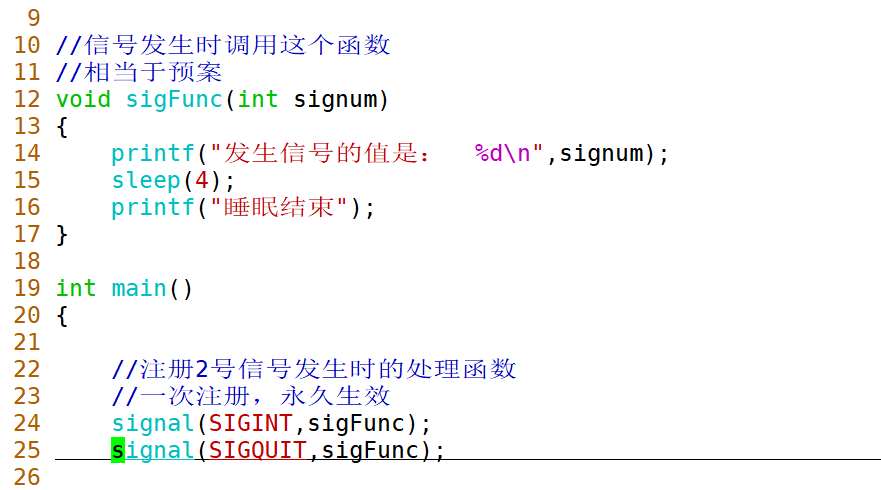 9
10 //信号发生时调用这个函数
11 //相当于预案
12 void sigFunc(int signum)
13 {
14     printf("发生信号的值是：  %d\n",signum);
15     sleep(4);
16     printf("睡眠结束");
17 }
18
19 int main()
20 {
21
22     //注册2号信号发生时的处理函数
23     //一次注册，永久生效
24     signal(SIGINT,sigFunc);
25     signal(SIGQUIT,sigFunc);
26